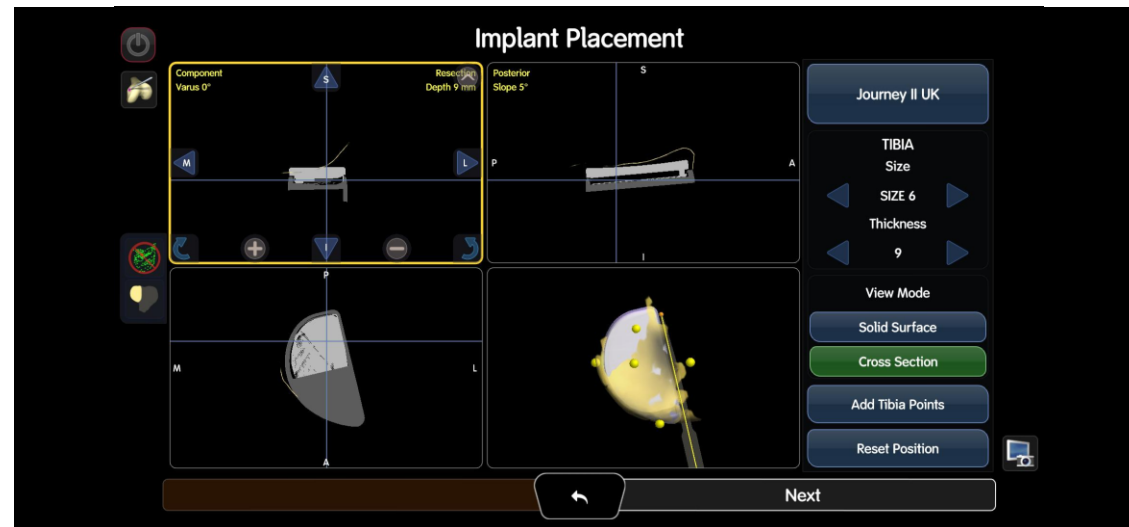 Implant Placement
Component
Varus 0°
Resection
Depth 9 mm
S
M
L
I
Posterior
Slope 5°
S
P
A
I
P
M
L
A
Journey II UK
TIBIA
Size
SIZE 6
Thickness
9
View Mode
Solid Surface
Cross Section
Add Tibia Points
Reset Position
Next